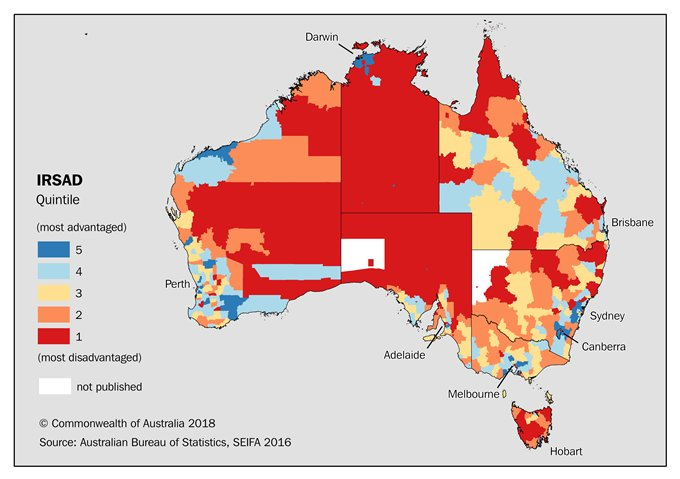 Darwin
IRSAD
Quintile
(most advantaged)
5
4
3
2
1
(most disadvantaged)
not published
Brisbane
Perth
Sydney
Canberra
Adelaide
Melbourne
Hobart
© Commonwealth of Australia 2018
Source: Australian Bureau of Statistics, SEIFA 2016